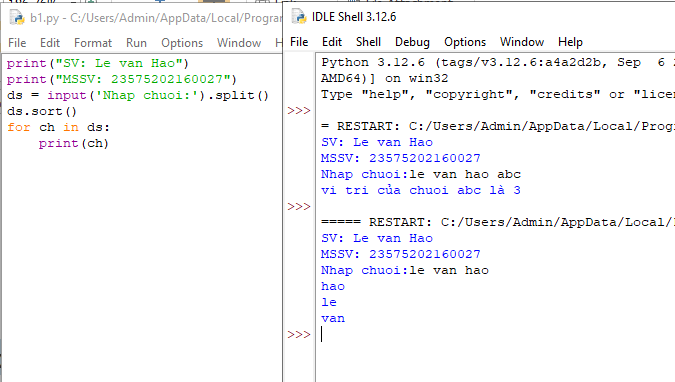 b1.py - C:/Users/Admin/AppData/Local/Progra
File Edit Format Run Options Window
print("SV: Le van Hao")
print("MSSV: 23575202160027")
ds = input('Nhap chuoi:').split()
ds.sort()
for ch in ds:
    print(ch)
IDLE Shell 3.12.6
File Edit Shell Debug Options Window Help
Python 3.12.6 (tags/v3.12.6:a4a2d2b, Sep  6 2
AMD64)] on win32
Type "help", "copyright", "credits" or "licen
>>>
= RESTART: C:/Users/Admin/AppData/Local/Prog
SV: Le van Hao
MSSV: 23575202160027
Nhap chuoi:le van hao abc
vi tri của chuoi abc là 3
>>>
===== RESTART: C:/Users/Admin/AppData/Local/
SV: Le van Hao
MSSV: 23575202160027
Nhap chuoi:le van hao
hao
le
van
>>>